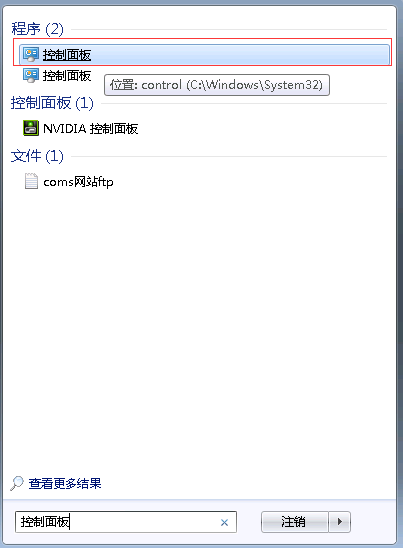 程序 (2)
控制面板
控制面板
位置: control (C:\Windows\System32)
控制面板 (1)
NVIDIA 控制面板
文件 (1)
coms网站ftp
查看更多结果
控制面板
注销